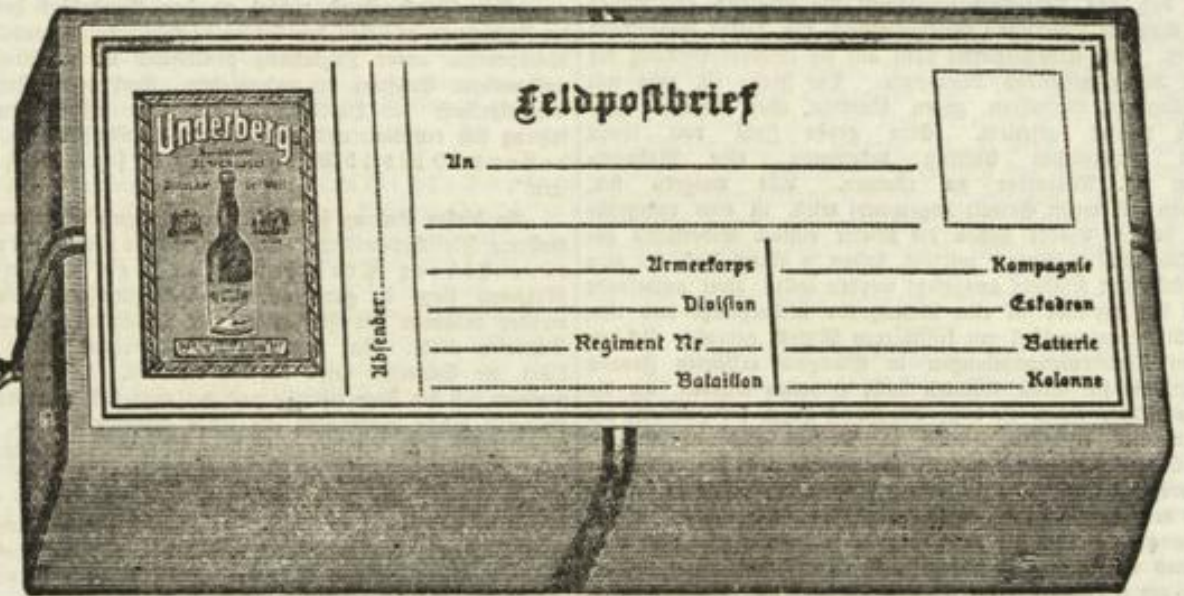 Underberg
Feldpostbrief
An
Absender:
Armeekorps
Division
Regiment Nr
Bataillon
Kompagnie
Eskadron
Batterie
Kolonne